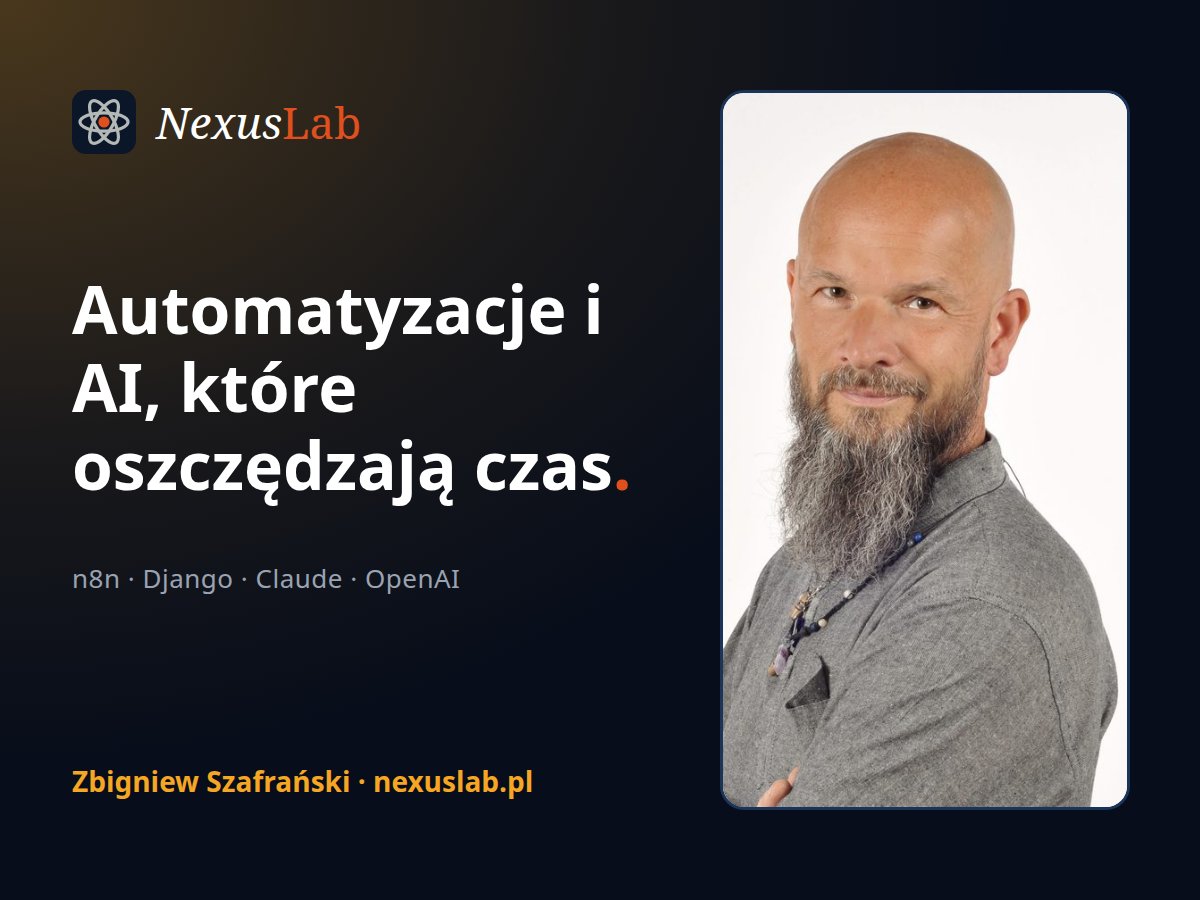 NexusLab
Automatyzacje i
AI, które
oszczędzają czas.
n8n · Django · Claude · OpenAI
Zbigniew Szafrański · nexuslab.pl